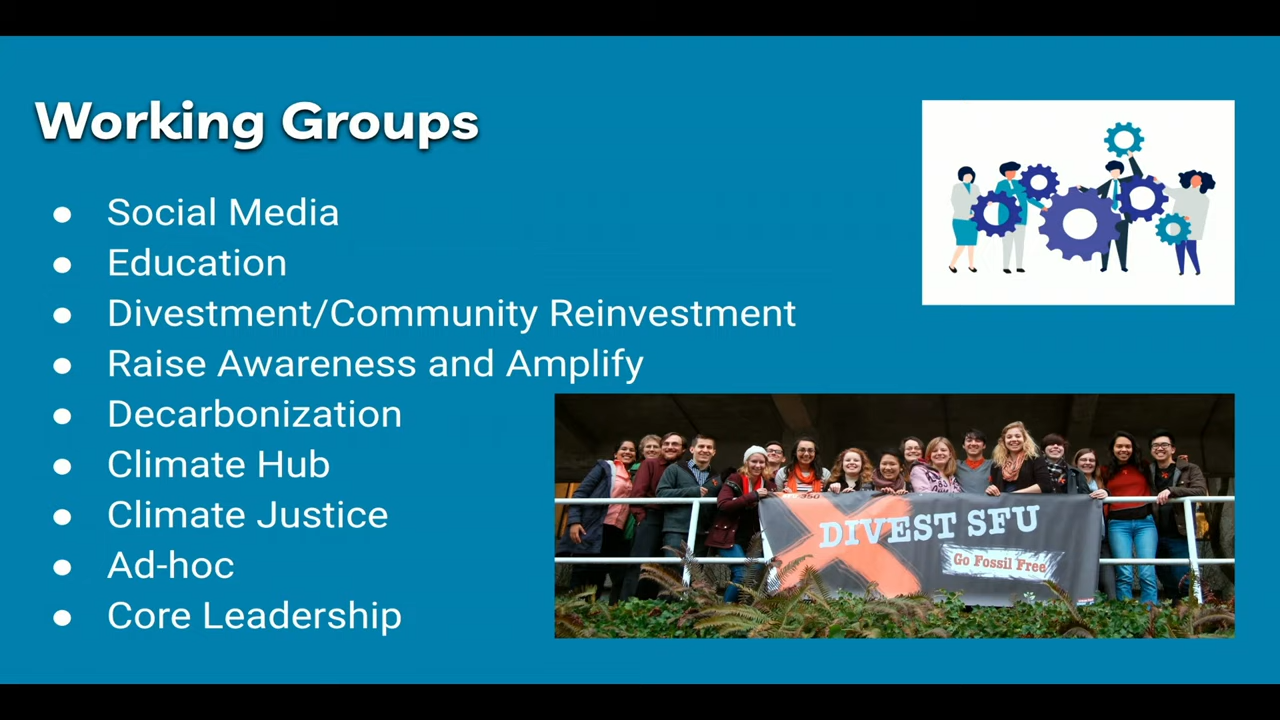 Working Groups
● Social Media
● Education
● Divestment/Community Reinvestment
● Raise Awareness and Amplify
● Decarbonization
● Climate Hub
● Climate Justice
● Ad-hoc
● Core Leadership
350
DIVEST SFU
Go Fossil Free